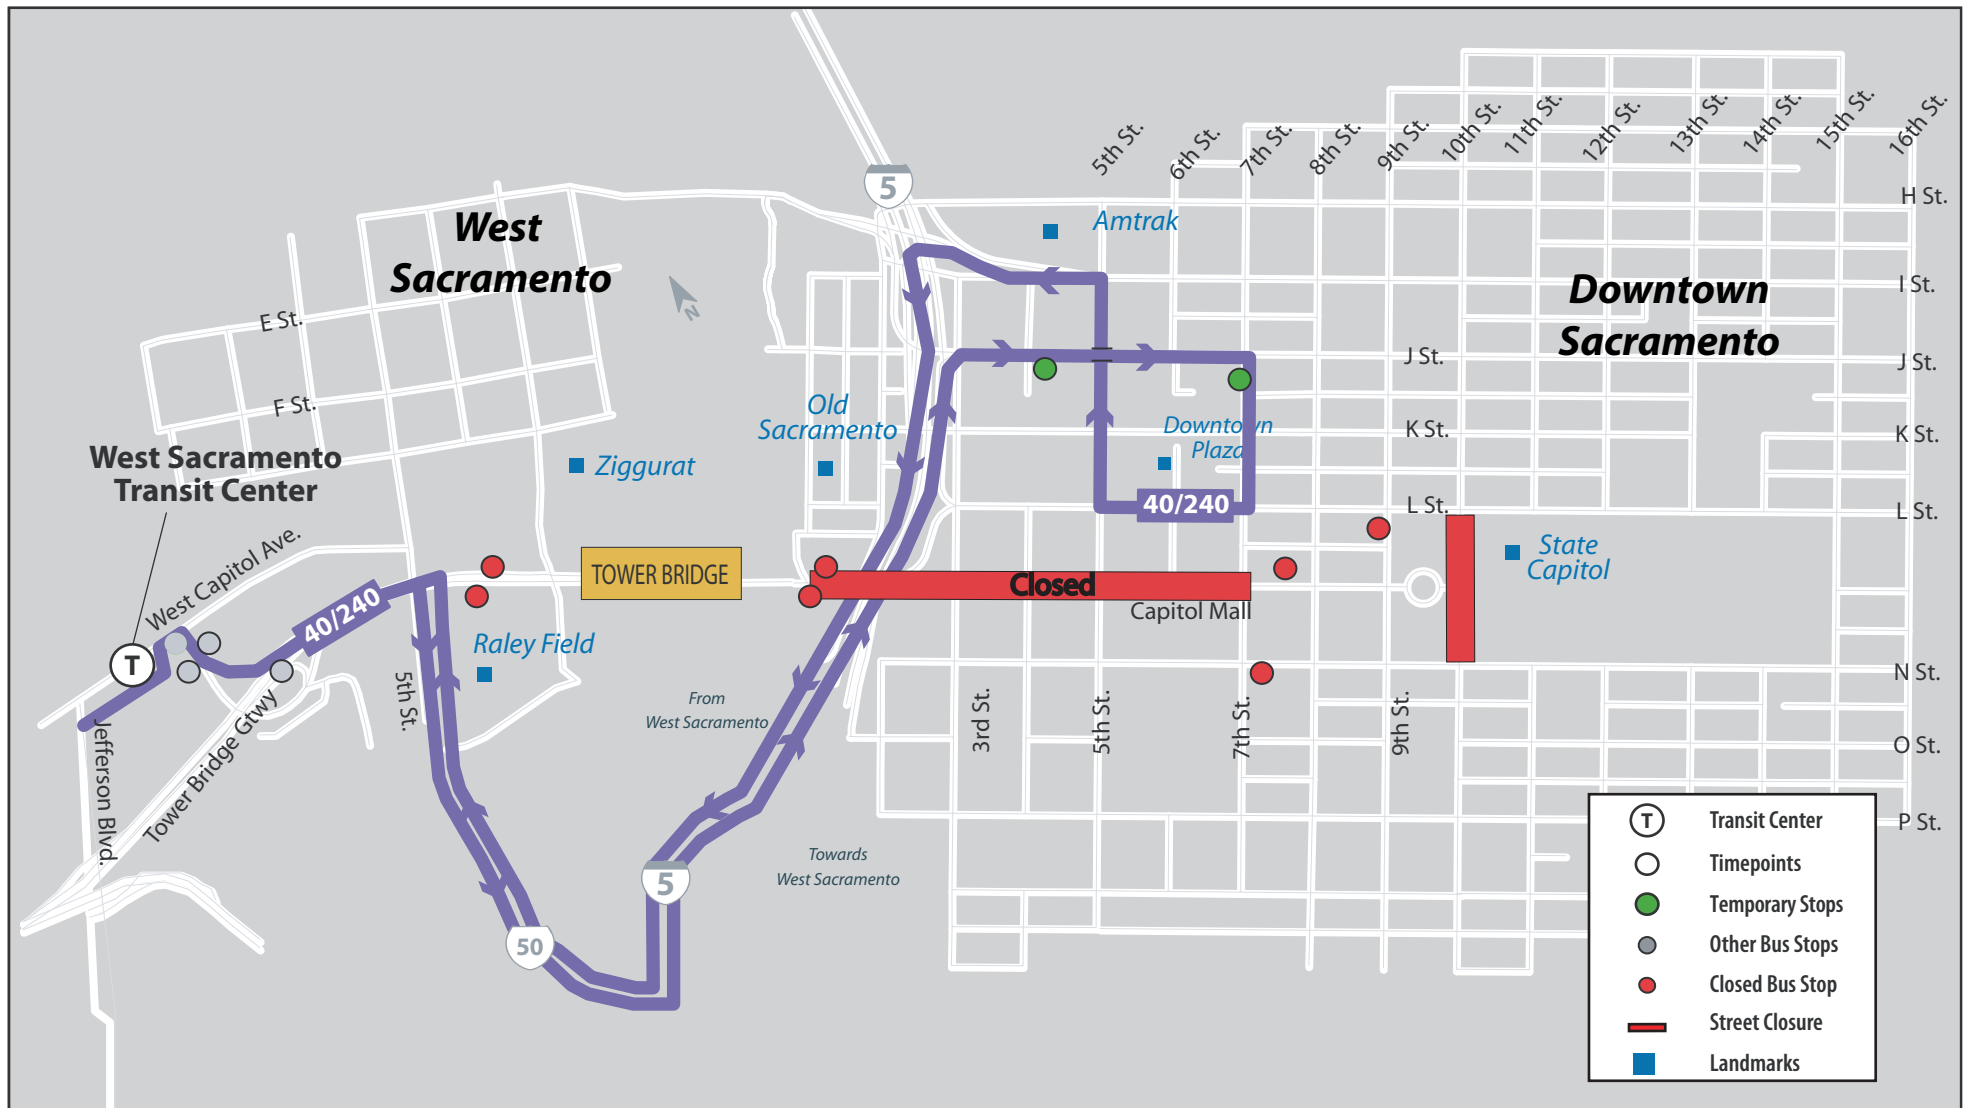 5th St.
6th St.
7th St.
8th St.
9th St.
10th St.
11th St.
12th St.
13th St.
14th St.
15th St.
16th St.
5
H St.
West
Sacramento
Amtrak
I St.
Downtown
Sacramento
N
E St.
J St.
J St.
F St.
Old
Sacramento
Downtown
Plaza
K St.
K St.
West Sacramento
Transit Center
Ziggurat
40/240
L St.
L St.
West Capitol Ave.
TOWER BRIDGE
Closed
State
Capitol
Capitol Mall
40/240
T
Raley Field
N St.
5th St.
From
West Sacramento
3rd St.
5th St.
7th St.
9th St.
O St.
Jefferson Blvd.
Tower Bridge Gtwy
P St.
Towards
West Sacramento
5
50
T
Transit Center
Timepoints
Temporary Stops
Other Bus Stops
Closed Bus Stop
Street Closure
Landmarks